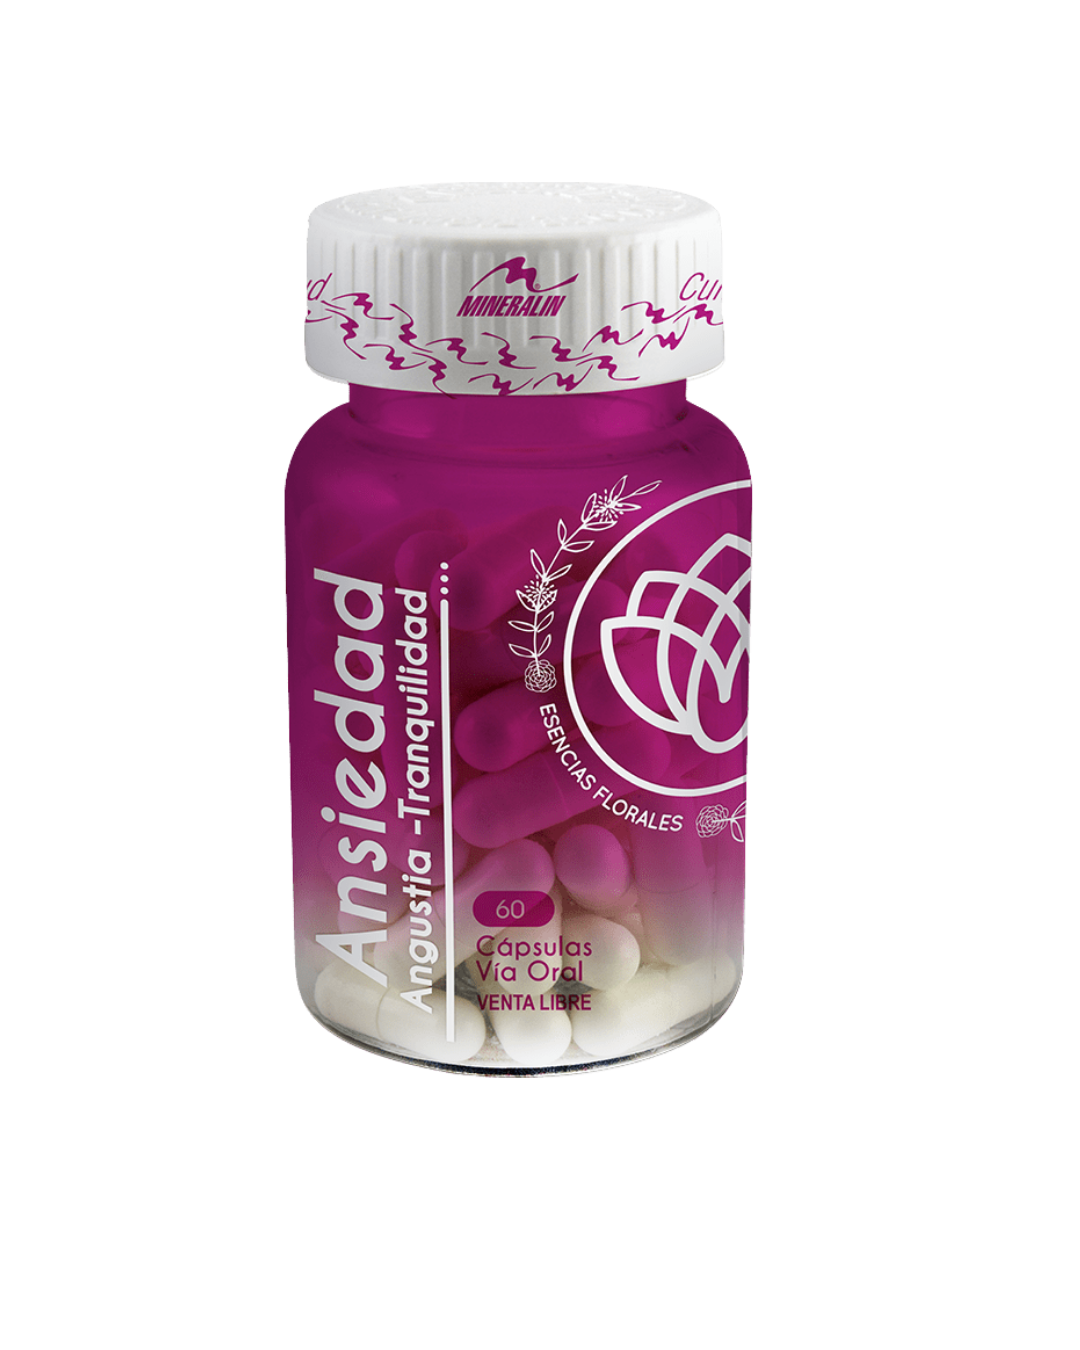 MINERALIN
Ansiedad
Angustia -Tranquilidad...
ESENCIAS FLORALES
60
Cápsulas
Vía Oral
VENTA LIBRE